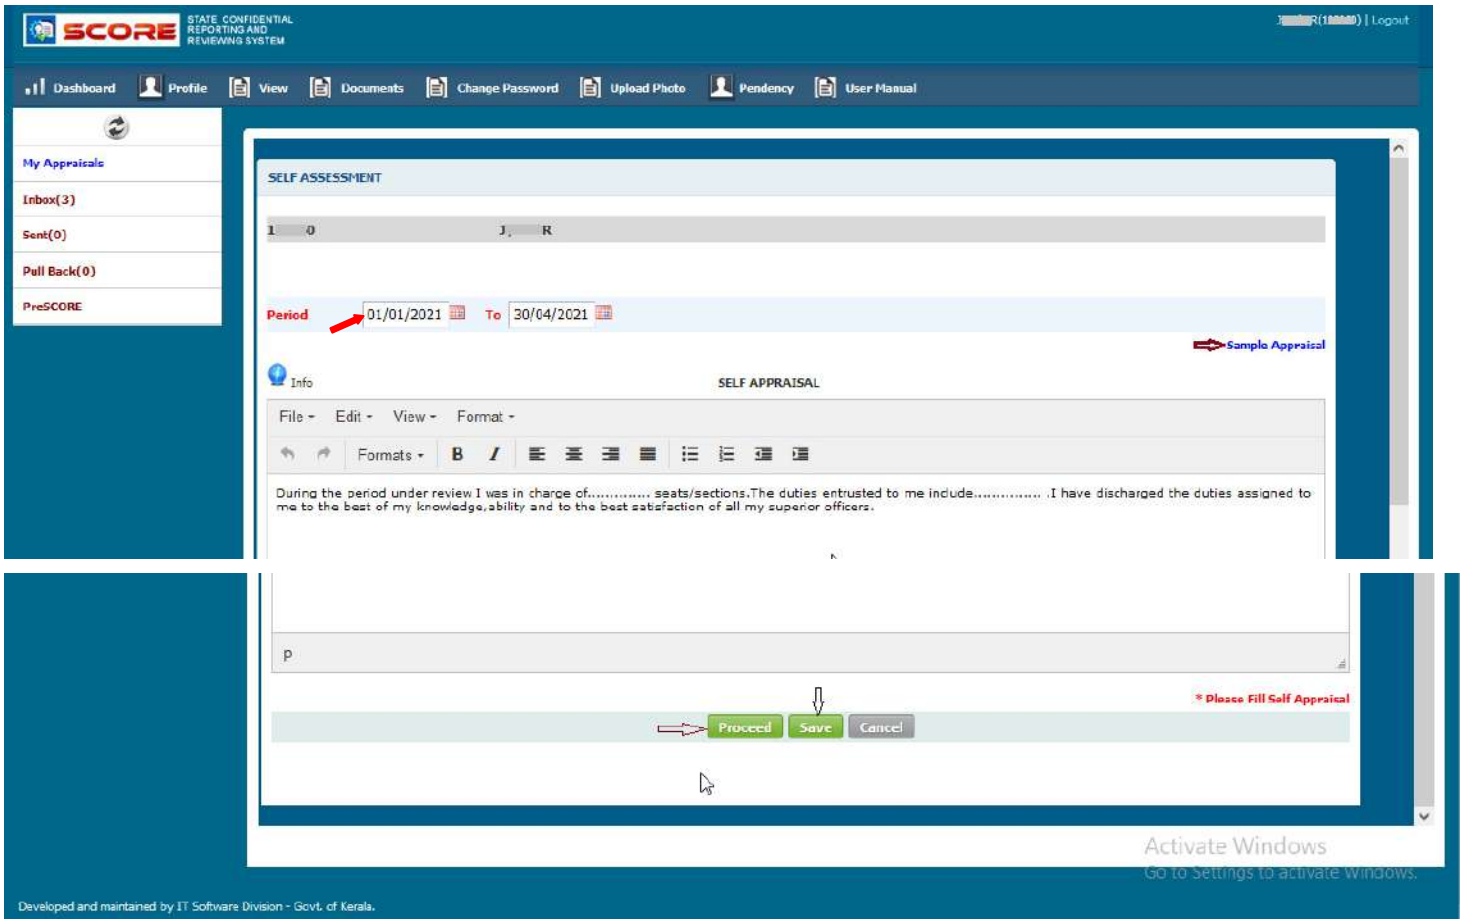 SCORE
STATE CONFIDENTIAL
REPORTING AND
REVIEWING SYSTEM
| Logout
Dashboard Profile View Documents Change Password Upload Photo Pendency User Manual
My Appraisals
Inbox(3)
Sent(0)
Pull Back(0)
PreSCORE
SELF ASSESSMENT
1 0 J, R
Period 01/01/2021 To 30/04/2021
Sample Appraisal
Info SELF APPRAISAL
File Edit View Format
Formats B I
During the period under review I was in charge of.............. seats/sections.The duties entrusted to me include............... .I have discharged the duties assigned to
me to the best of my knowledge,ability and to the best satisfaction of all my superior officers.
p
* Please Fill Self Appraisal
Proceed Save Cancel
Activate Windows
Go to Settings to activate Windows.
Developed and maintained by IT Software Division - Govt. of Kerala.